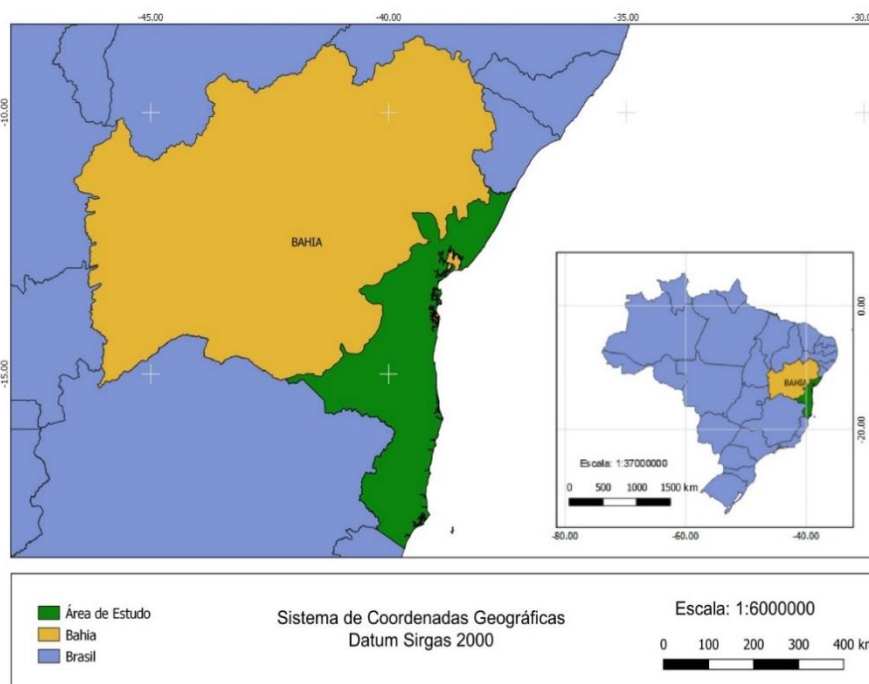 -45.00
-40.00
-35.00
-30.0
-10.00
-15.00
BAHIA
BAHIA
0.00
-20.00
Escala: 1:37000000
0 500 1000 1500 km
-80.00
-60.00
-40.00
Área de Estudo
Bahia
Brasil
Sistema de Coordenadas Geográficas
Datum Sirgas 2000
Escala: 1:6000000
0 100 200 300 400 km